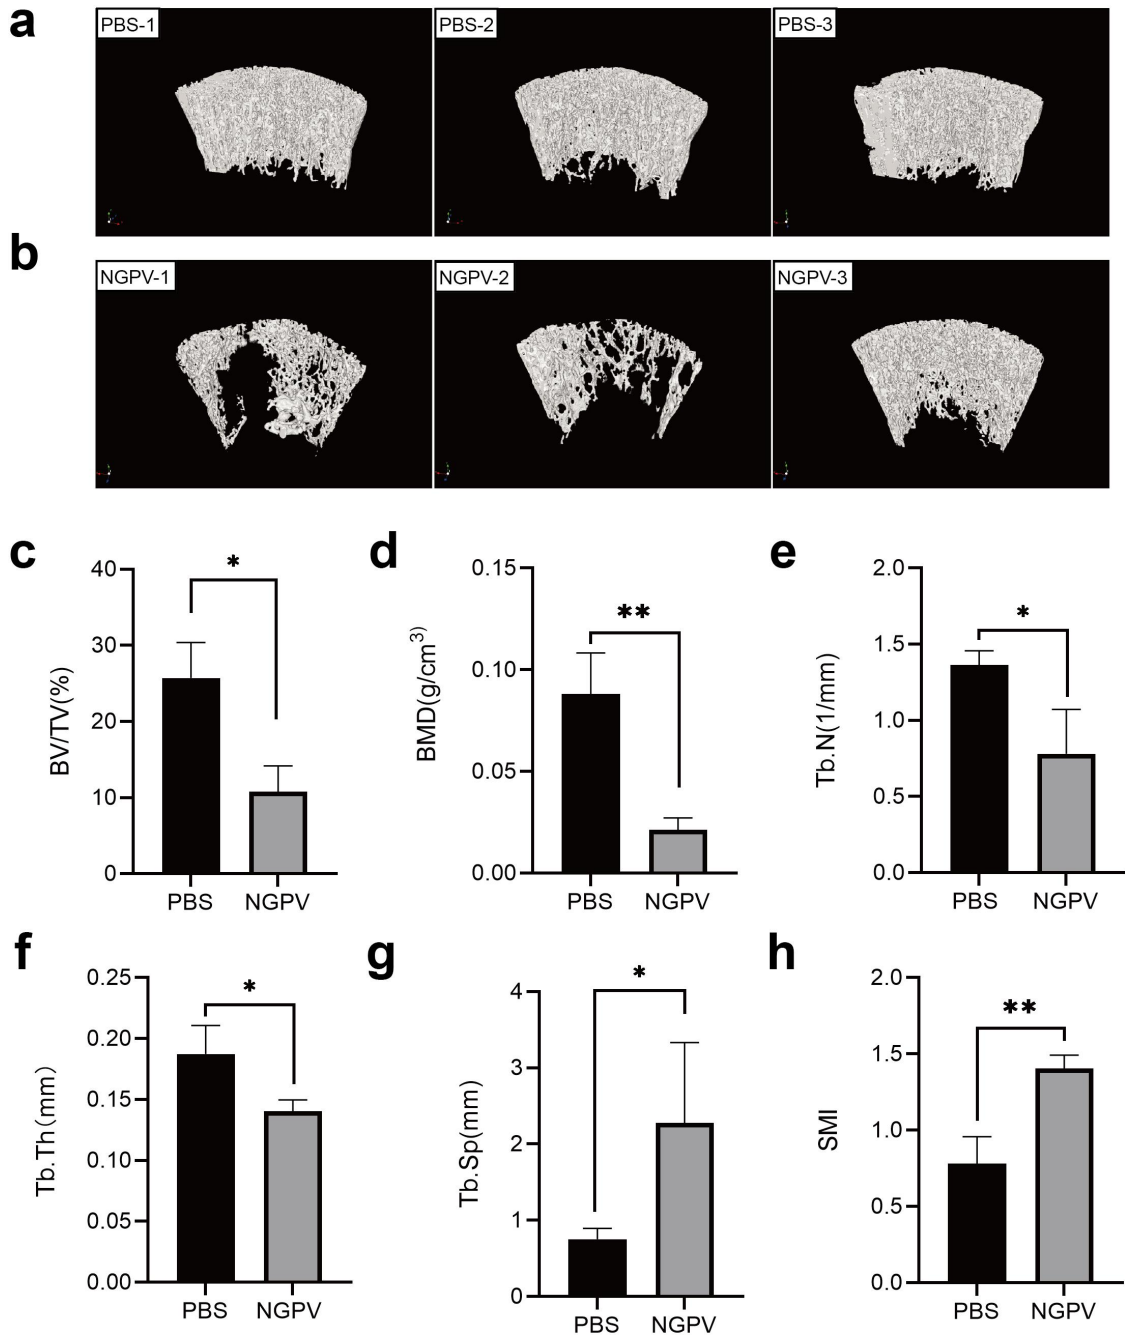 a
PBS-1
PBS-2
PBS-3
b
NGPV-1
NGPV-2
NGPV-3
c
40
30
20
10
0
BV/TV(%)
*
PBS
NGPV
d
0.15
0.10
0.05
0.00
BMD(g/cm³)
**
PBS
NGPV
e
2.0
1.5
1.0
0.5
0.0
Tb.N(1/mm)
*
PBS
NGPV
f
0.25
0.20
0.15
0.10
0.05
0.00
Tb.Th(mm)
*
PBS
NGPV
g
4
3
2
1
0
Tb.Sp(mm)
*
PBS
NGPV
h
2.0
1.5
1.0
0.5
0.0
SMI
**
PBS
NGPV